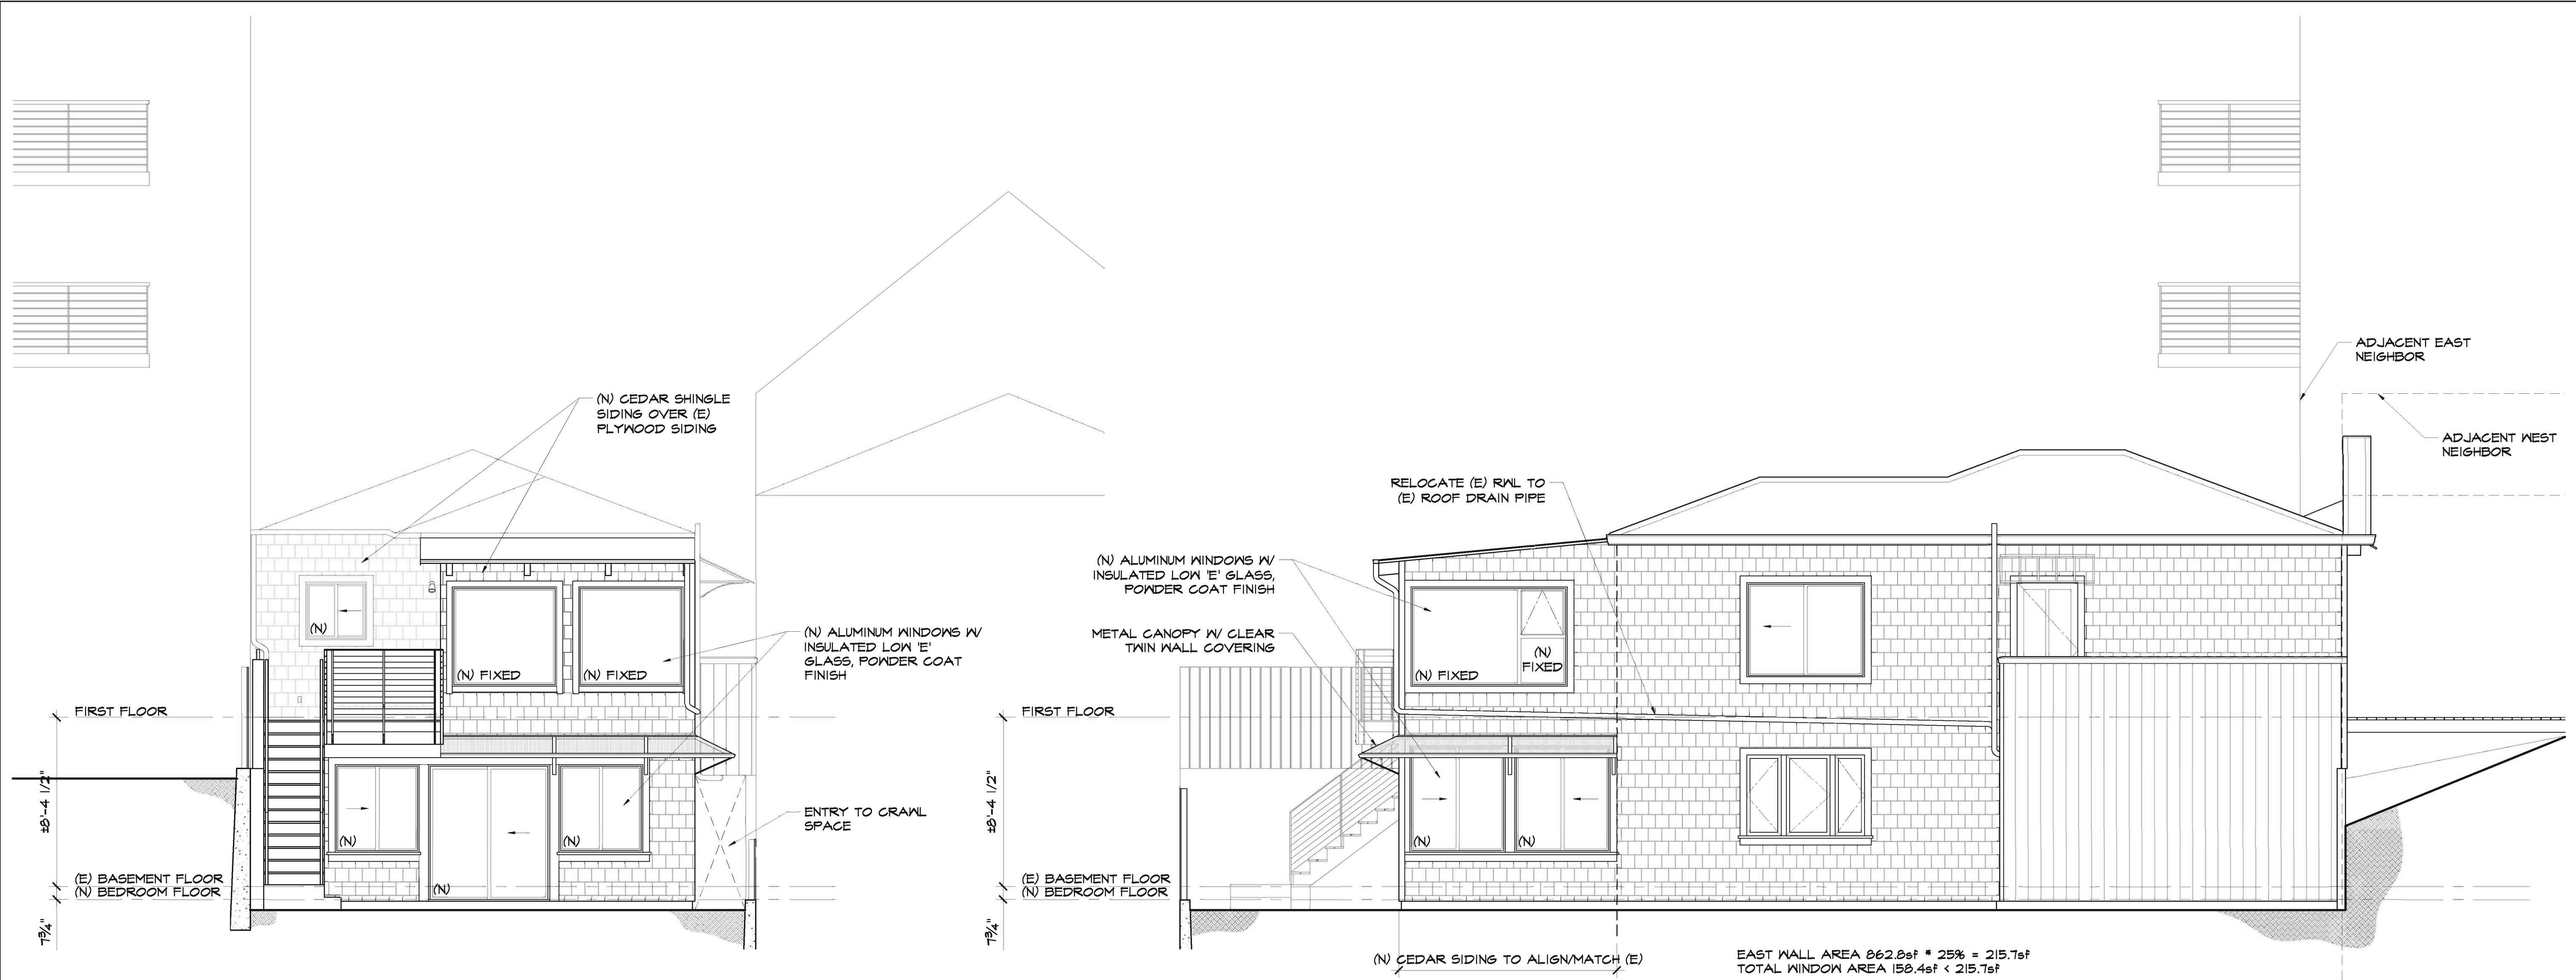 (N) CEDAR SHINGLE
SIDING OVER (E)
PLYWOOD SIDING
(N)
(N) FIXED
(N) FIXED
(N) ALUMINUM WINDOWS W/
INSULATED LOW 'E'
GLASS, POWDER COAT
FINISH
FIRST FLOOR
±8'-4 1/2"
(N)
(N)
(N)
ENTRY TO CRAWL
SPACE
(E) BASEMENT FLOOR
(N) BEDROOM FLOOR
7 3/4"
ADJACENT EAST
NEIGHBOR
ADJACENT WEST
NEIGHBOR
RELOCATE (E) RWL TO
(E) ROOF DRAIN PIPE
(N) ALUMINUM WINDOWS W/
INSULATED LOW 'E' GLASS,
POWDER COAT FINISH
METAL CANOPY W/ CLEAR
TWIN WALL COVERING
(N) FIXED
(N)
FIXED
FIRST FLOOR
±8'-4 1/2"
(N)
(N)
(E) BASEMENT FLOOR
(N) BEDROOM FLOOR
7 3/4"
(N) CEDAR SIDING TO ALIGN/MATCH (E)
EAST WALL AREA 862.8sf * 25% = 215.7sf
TOTAL WINDOW AREA 158.4sf < 215.7sf